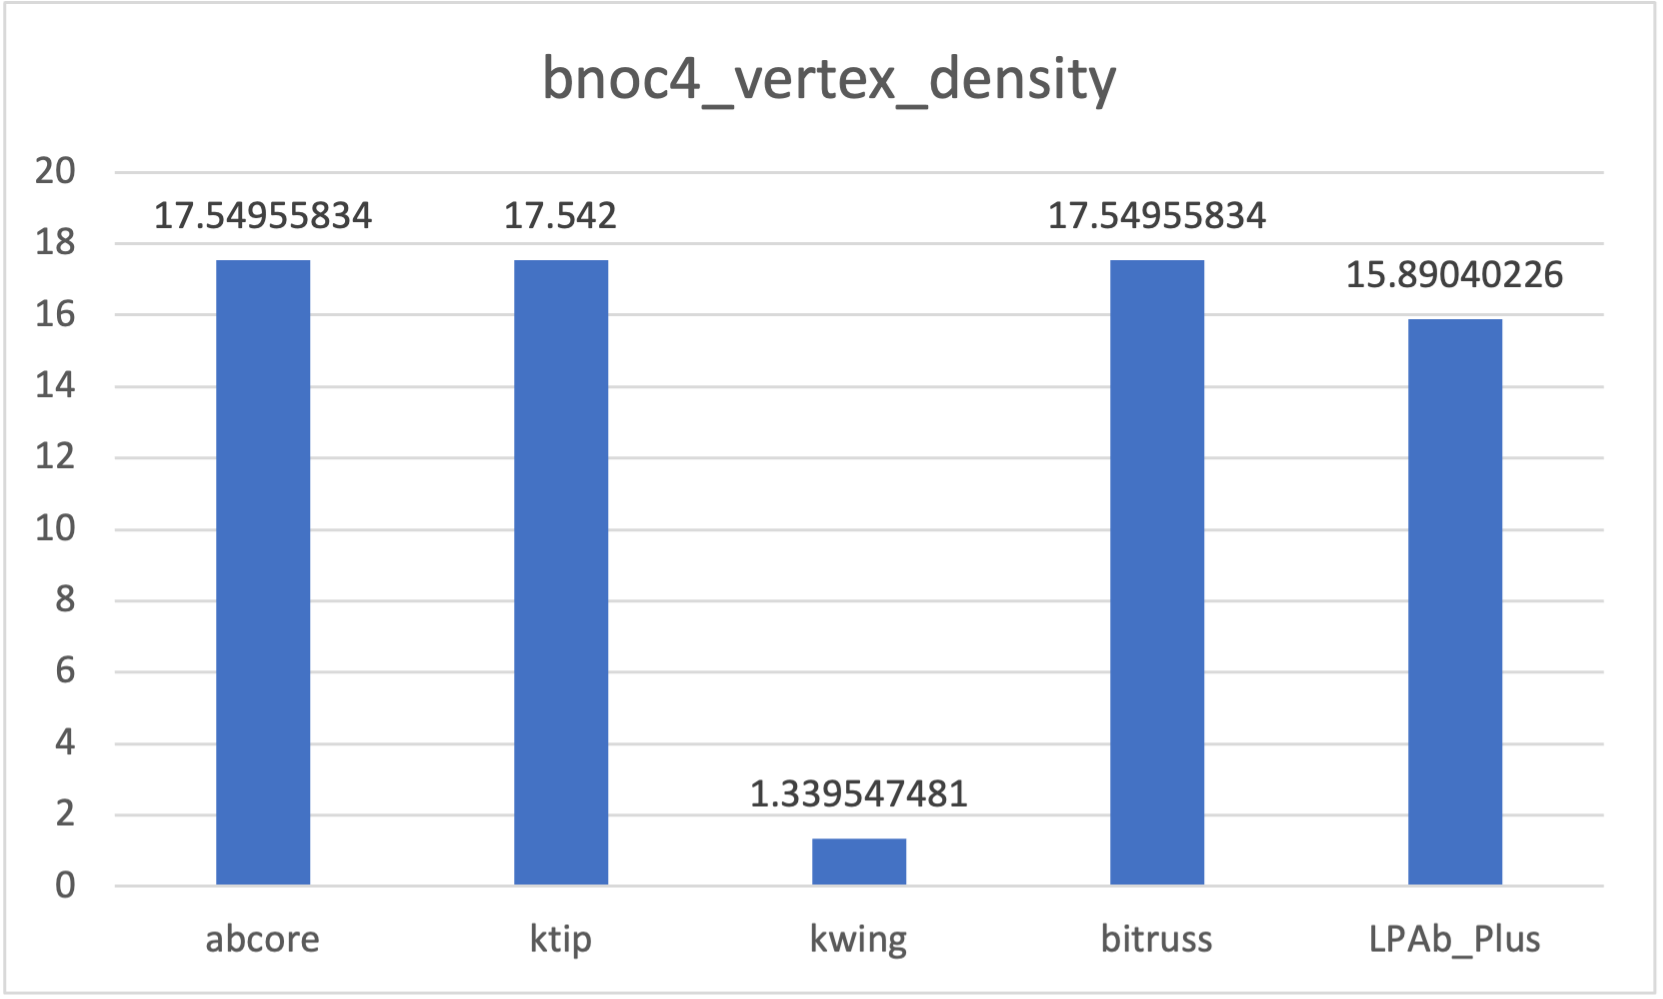 bnoc4_vertex_density
20
18
16
14
12
10
8
6
4
2
0
17.54955834
17.542
1.339547481
17.54955834
15.89040226
abcore
ktip
kwing
bitruss
LPAb_Plus